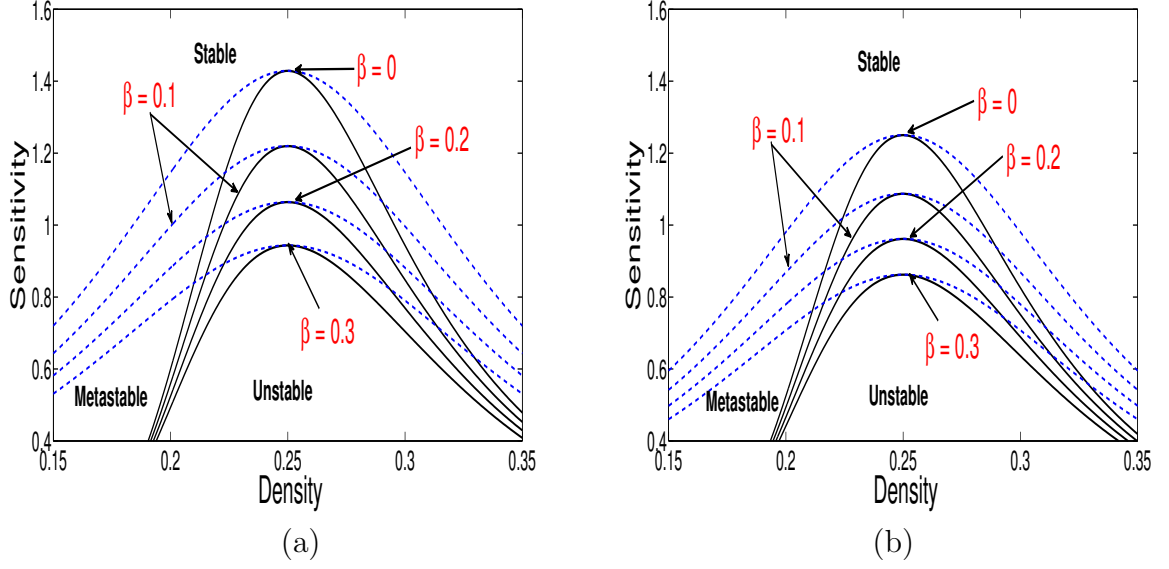 1.6
1.4
1.2
1
0.8
0.6
0.4
0.15
0.2
0.25
0.3
0.35
Sensitivity
Density
Stable
β = 0
β = 0.1
β = 0.2
β = 0.3
Metastable
Unstable
(a)
1.6
1.4
1.2
1
0.8
0.6
0.4
0.15
0.2
0.25
0.3
0.35
Sensitivity
Density
Stable
β = 0
β = 0.1
β = 0.2
β = 0.3
Metastable
Unstable
(b)